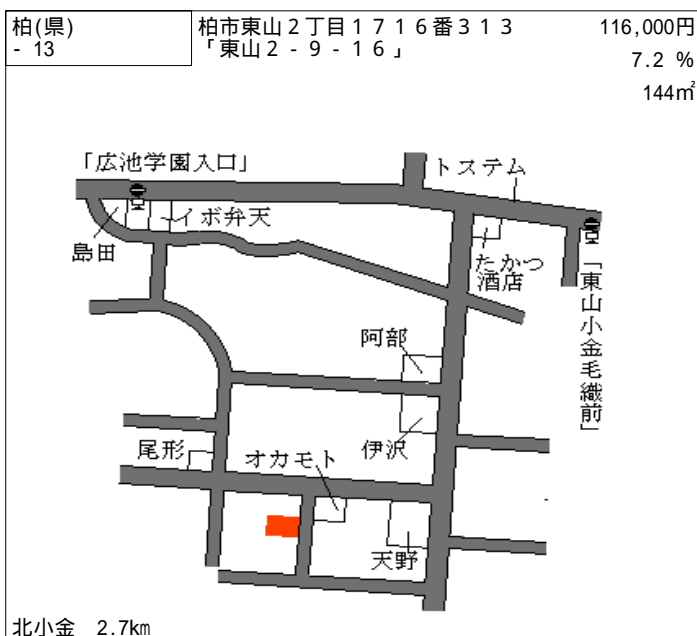 柏(県)
- 13
柏市東山2丁目1716番313
「東山2-9-16」
116,000円
7.2 %
144㎡
「広池学園入口」
トステム
イボ弁天
島田
たかつ
酒店
「東山小金毛織前」
阿部
伊沢
尾形
オカモト
天野
北小金 2.7km